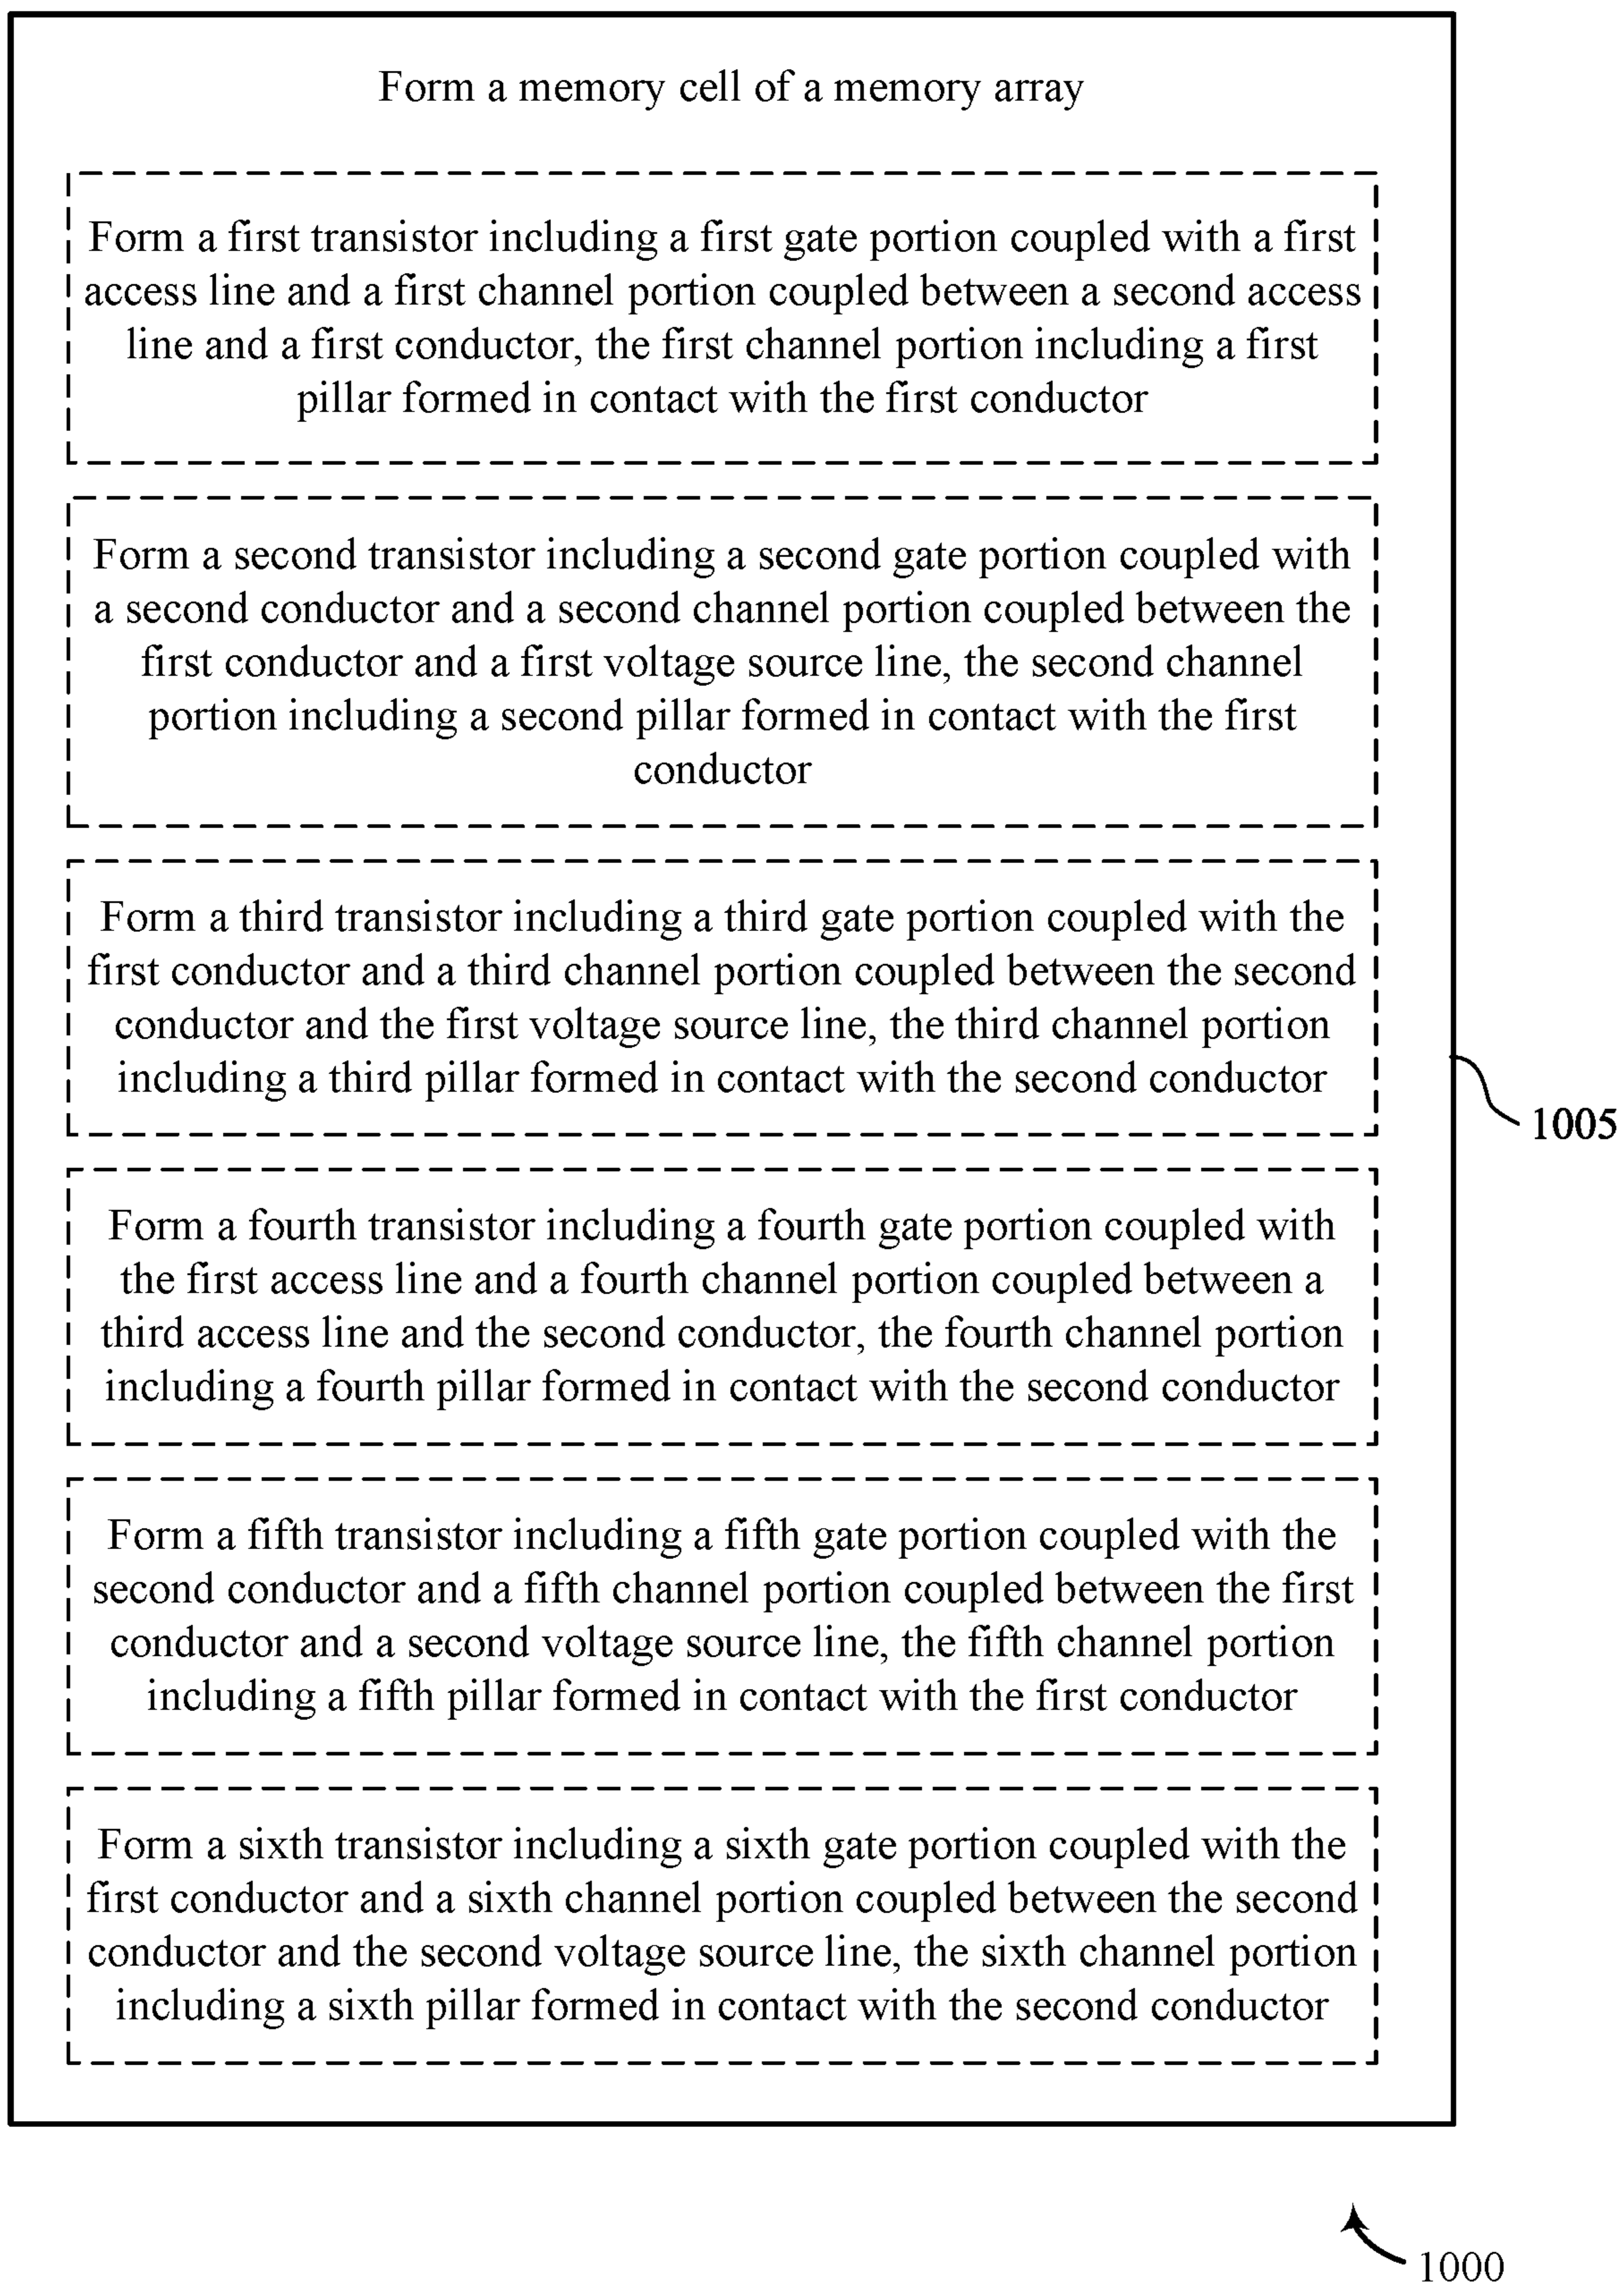 Form a memory cell of a memory array
Form a first transistor including a first gate portion coupled with a first
access line and a first channel portion coupled between a second access
line and a first conductor, the first channel portion including a first
pillar formed in contact with the first conductor
Form a second transistor including a second gate portion coupled with
a second conductor and a second channel portion coupled between the
first conductor and a first voltage source line, the second channel
portion including a second pillar formed in contact with the first
conductor
Form a third transistor including a third gate portion coupled with the
first conductor and a third channel portion coupled between the second
conductor and the first voltage source line, the third channel portion
including a third pillar formed in contact with the second conductor
1005
Form a fourth transistor including a fourth gate portion coupled with
the first access line and a fourth channel portion coupled between a
third access line and the second conductor, the fourth channel portion
including a fourth pillar formed in contact with the second conductor
Form a fifth transistor including a fifth gate portion coupled with the
second conductor and a fifth channel portion coupled between the first
conductor and a second voltage source line, the fifth channel portion
including a fifth pillar formed in contact with the first conductor
Form a sixth transistor including a sixth gate portion coupled with the
first conductor and a sixth channel portion coupled between the second
conductor and the second voltage source line, the sixth channel portion
including a sixth pillar formed in contact with the second conductor
1000